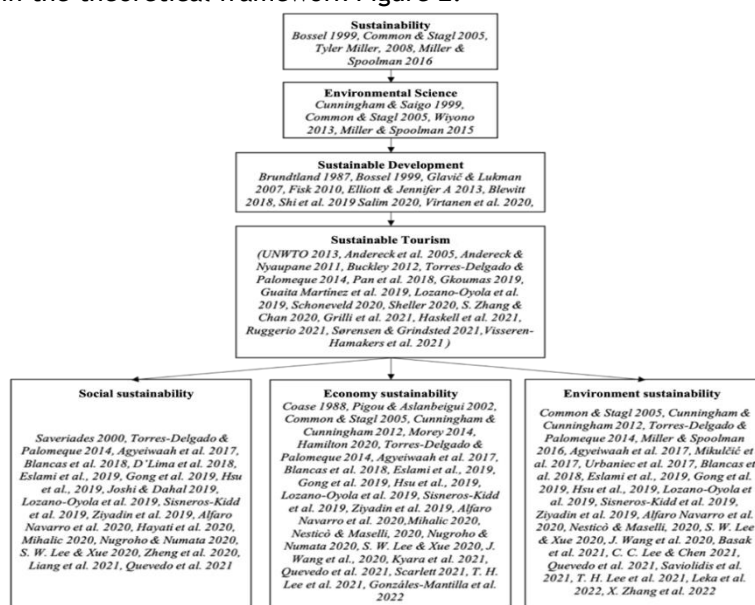 in the theoretical framework Figure 2.
Sustainability
Bossel 1999, Common & Stagl 2005,
Tyler Miller, 2008, Miller &
Spoolman 2016
Environmental Science
Cunningham & Saigo 1999,
Common & Stagl 2005, Wiyono
2013, Miller & Spoolman 2015
Sustainable Development
Brundtland 1987, Bossel 1999, Glavič & Lukman
2007, Fisk 2010, Elliott & Jennifer A 2013, Blewitt
2018, Shi et al. 2019 Salim 2020, Virtanen et al. 2020,
Sustainable Tourism
(UNWTO 2013, Andereck et al. 2005, Andereck &
Nyaupane 2011, Buckley 2012, Torres-Delgado &
Palomeque 2014, Pan et al. 2018, Gkoumas 2019,
Guaita Martínez et al. 2019, Lozano-Oyola et al.
2019, Schoneveld 2020, Sheller 2020, S. Zhang &
Chan 2020, Grilli et al. 2021, Haskell et al. 2021,
Ruggerio 2021, Sørensen & Grindsted 2021,Visseren-
Hamakers et al. 2021)
Social sustainability
Saveriades 2000, Torres-Delgado &
Palomeque 2014, Agyeiwaah et al. 2017,
Blancas et al. 2018, D'Lima et al. 2018,
Eslami et al., 2019, Gong et al. 2019, Hsu
et al., 2019, Joshi & Dahal 2019,
Lozano-Oyola et al. 2019, Sisneros-Kidd
et al. 2019, Ziyadin et al. 2019, Alfaro
Navarro et al. 2020, Hayati et al. 2020,
Mihalic 2020, Nugroho & Numata 2020,
S. W. Lee & Xue 2020, Zheng et al. 2020,
Liang et al. 2021, Quevedo et al. 2021
Economy sustainability
Coase 1988, Pigou & Aslanbeigui 2002,
Common & Stagl 2005, Cunningham &
Cunningham 2012, Morey 2014,
Hamilton 2020, Torres-Delgado &
Palomeque 2014, Agyeiwaah et al. 2017,
Blancas et al. 2018, Eslami et al., 2019,
Gong et al. 2019, Hsu et al., 2019,
Lozano-Oyola et al. 2019, Sisneros-Kidd
et al. 2019, Ziyadin et al. 2019, Alfaro
Navarro et al. 2020,Mihalic 2020,
Nesticò & Maselli, 2020, Nugroho &
Numata 2020, S. W. Lee & Xue 2020, J.
Wang et al., 2020, Kyara et al. 2021,
Quevedo et al. 2021, Scarlett 2021, T. H.
Lee et al. 2021, Gonzáles-Mantilla et al.
2022
Environment sustainability
Common & Stagl 2005, Cunningham &
Cunningham 2012, Torres-Delgado &
Palomeque 2014, Miller & Spoolman
2016, Agyeiwaah et al. 2017, Mikulčić et
al. 2017, Urbaniec et al. 2017, Blancas et
al. 2018, Eslami et al., 2019, Gong et al.
2019, Hsu et al., 2019, Lozano-Oyola et
al. 2019, Sisneros-Kidd et al. 2019,
Ziyadin et al. 2019, Alfaro Navarro et al.
2020, Nesticò & Maselli, 2020, S. W. Lee
& Xue 2020, J. Wang et al. 2020, Basak
et al. 2021, C. C. Lee & Chen 2021,
Quevedo et al. 2021, Saviolidis et al.
2021, T. H. Lee et al. 2021, Leka et al.
2022, X. Zhang et al. 2022